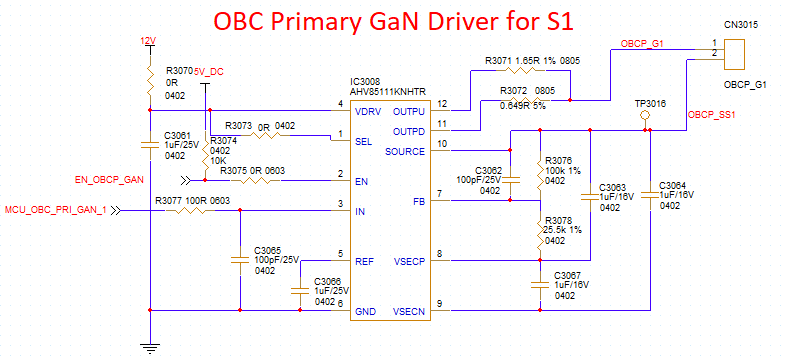 OBC Primary GaN Driver for S1
12V
R3070
0R
0402
5V_DC
C3061
1uF/25V
0402
R3073 0R 0402
R3074
0402
10K
EN_OBCP_GAN
R3075 0R 0603
MCU_OBC_PRI_GAN_1
R3077 100R 0603
C3065
100pF/25V
0402
C3066
1uF/25V
0402
IC3008
AHV85111KNHTR
4 VDRV
1 SEL
2 EN
3 IN
5 REF
6 GND
OUTPU 12
OUTPD 11
SOURCE 10
FB 7
VSECP 8
VSECN 9
R3071 1.65R 1% 0805
R3072 0805
0.649R 5%
C3062
100pF/25V
0402
R3076
100k 1%
0402
R3078
25.5k 1%
0402
C3067
1uF/16V
0402
C3063
1uF/16V
0402
C3064
1uF/16V
0402
TP3016
OBCP_G1
OBCP_SS1
CN3015
1
2
OBCP_G1